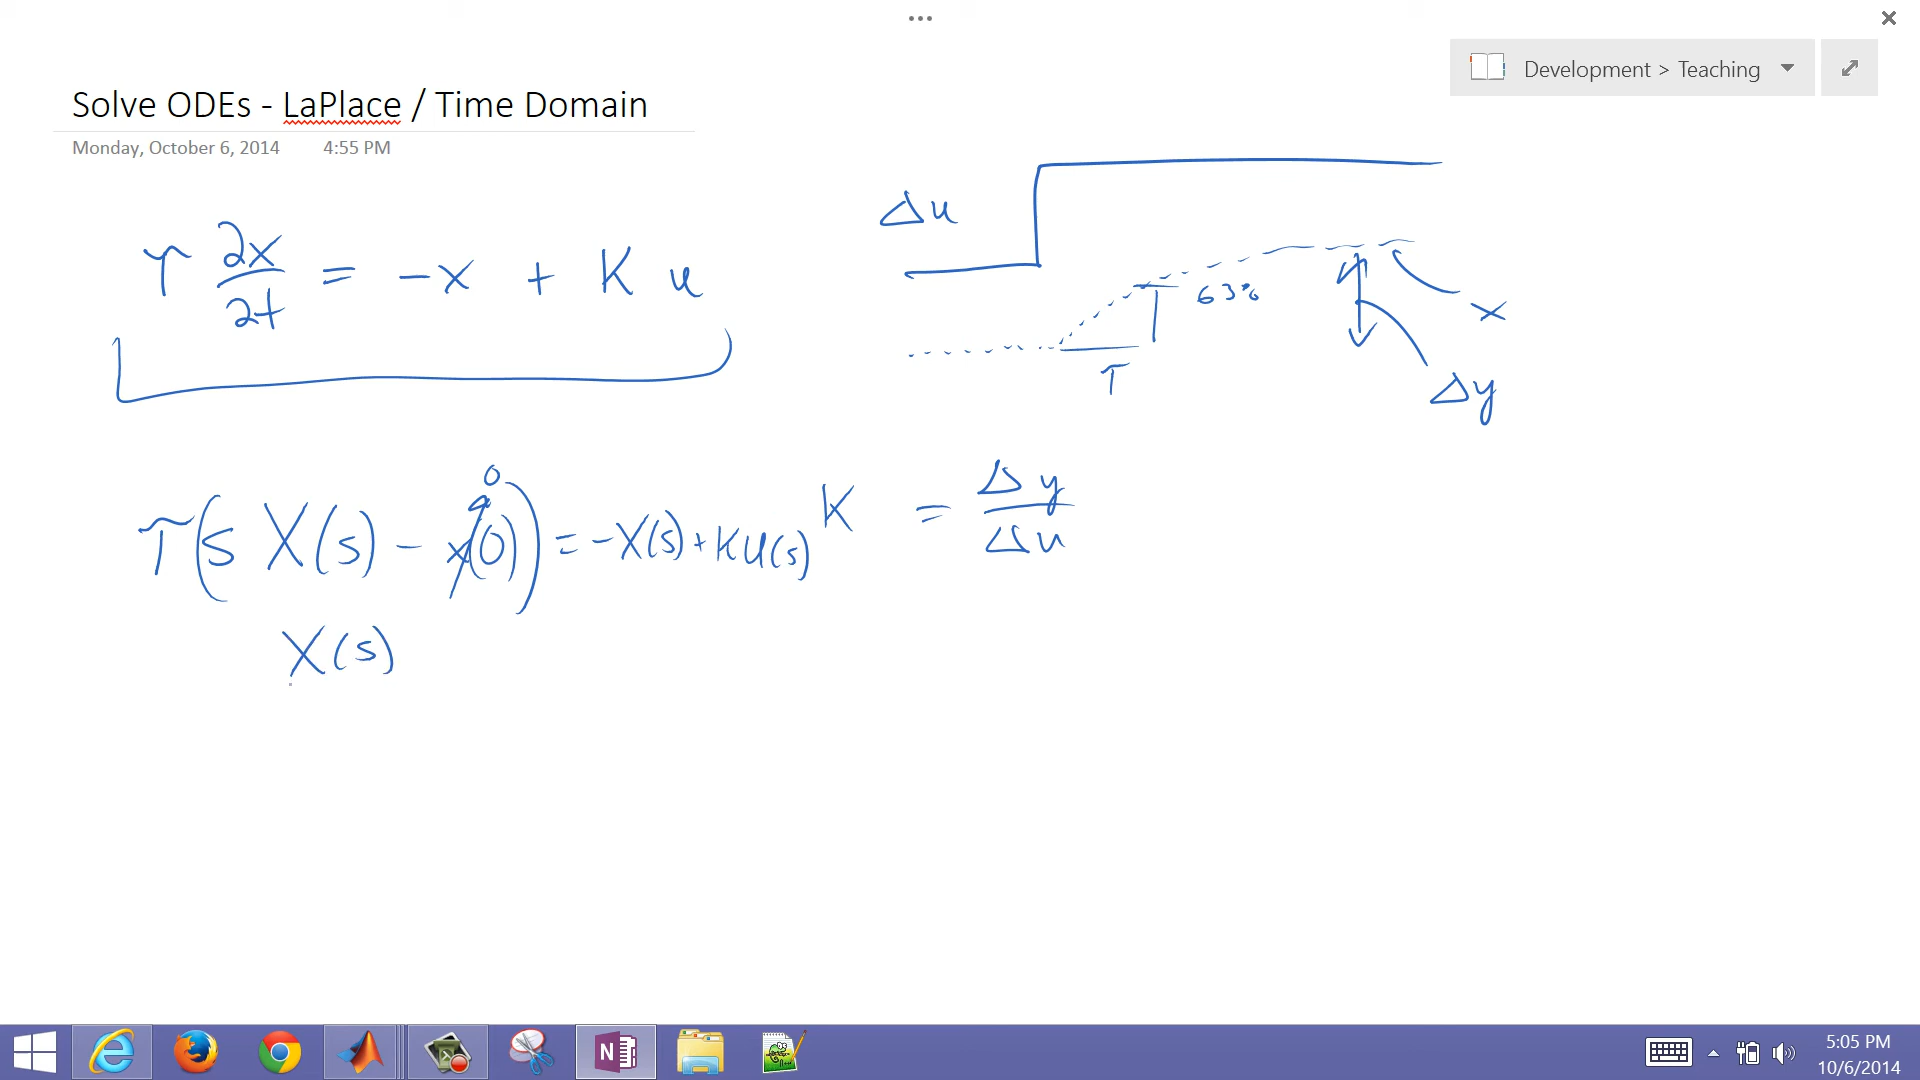 Development > Teaching
Solve ODEs - LaPlace / Time Domain
Monday, October 6, 2014 4:55 PM
Δu
τ ∂x/∂t = -x + K u
63%
x
τ
Δy
0
τ(s X(s) - x(0)) = -X(s) + K U(s)
K = Δy/Δu
X(s)
5:05 PM
10/6/2014